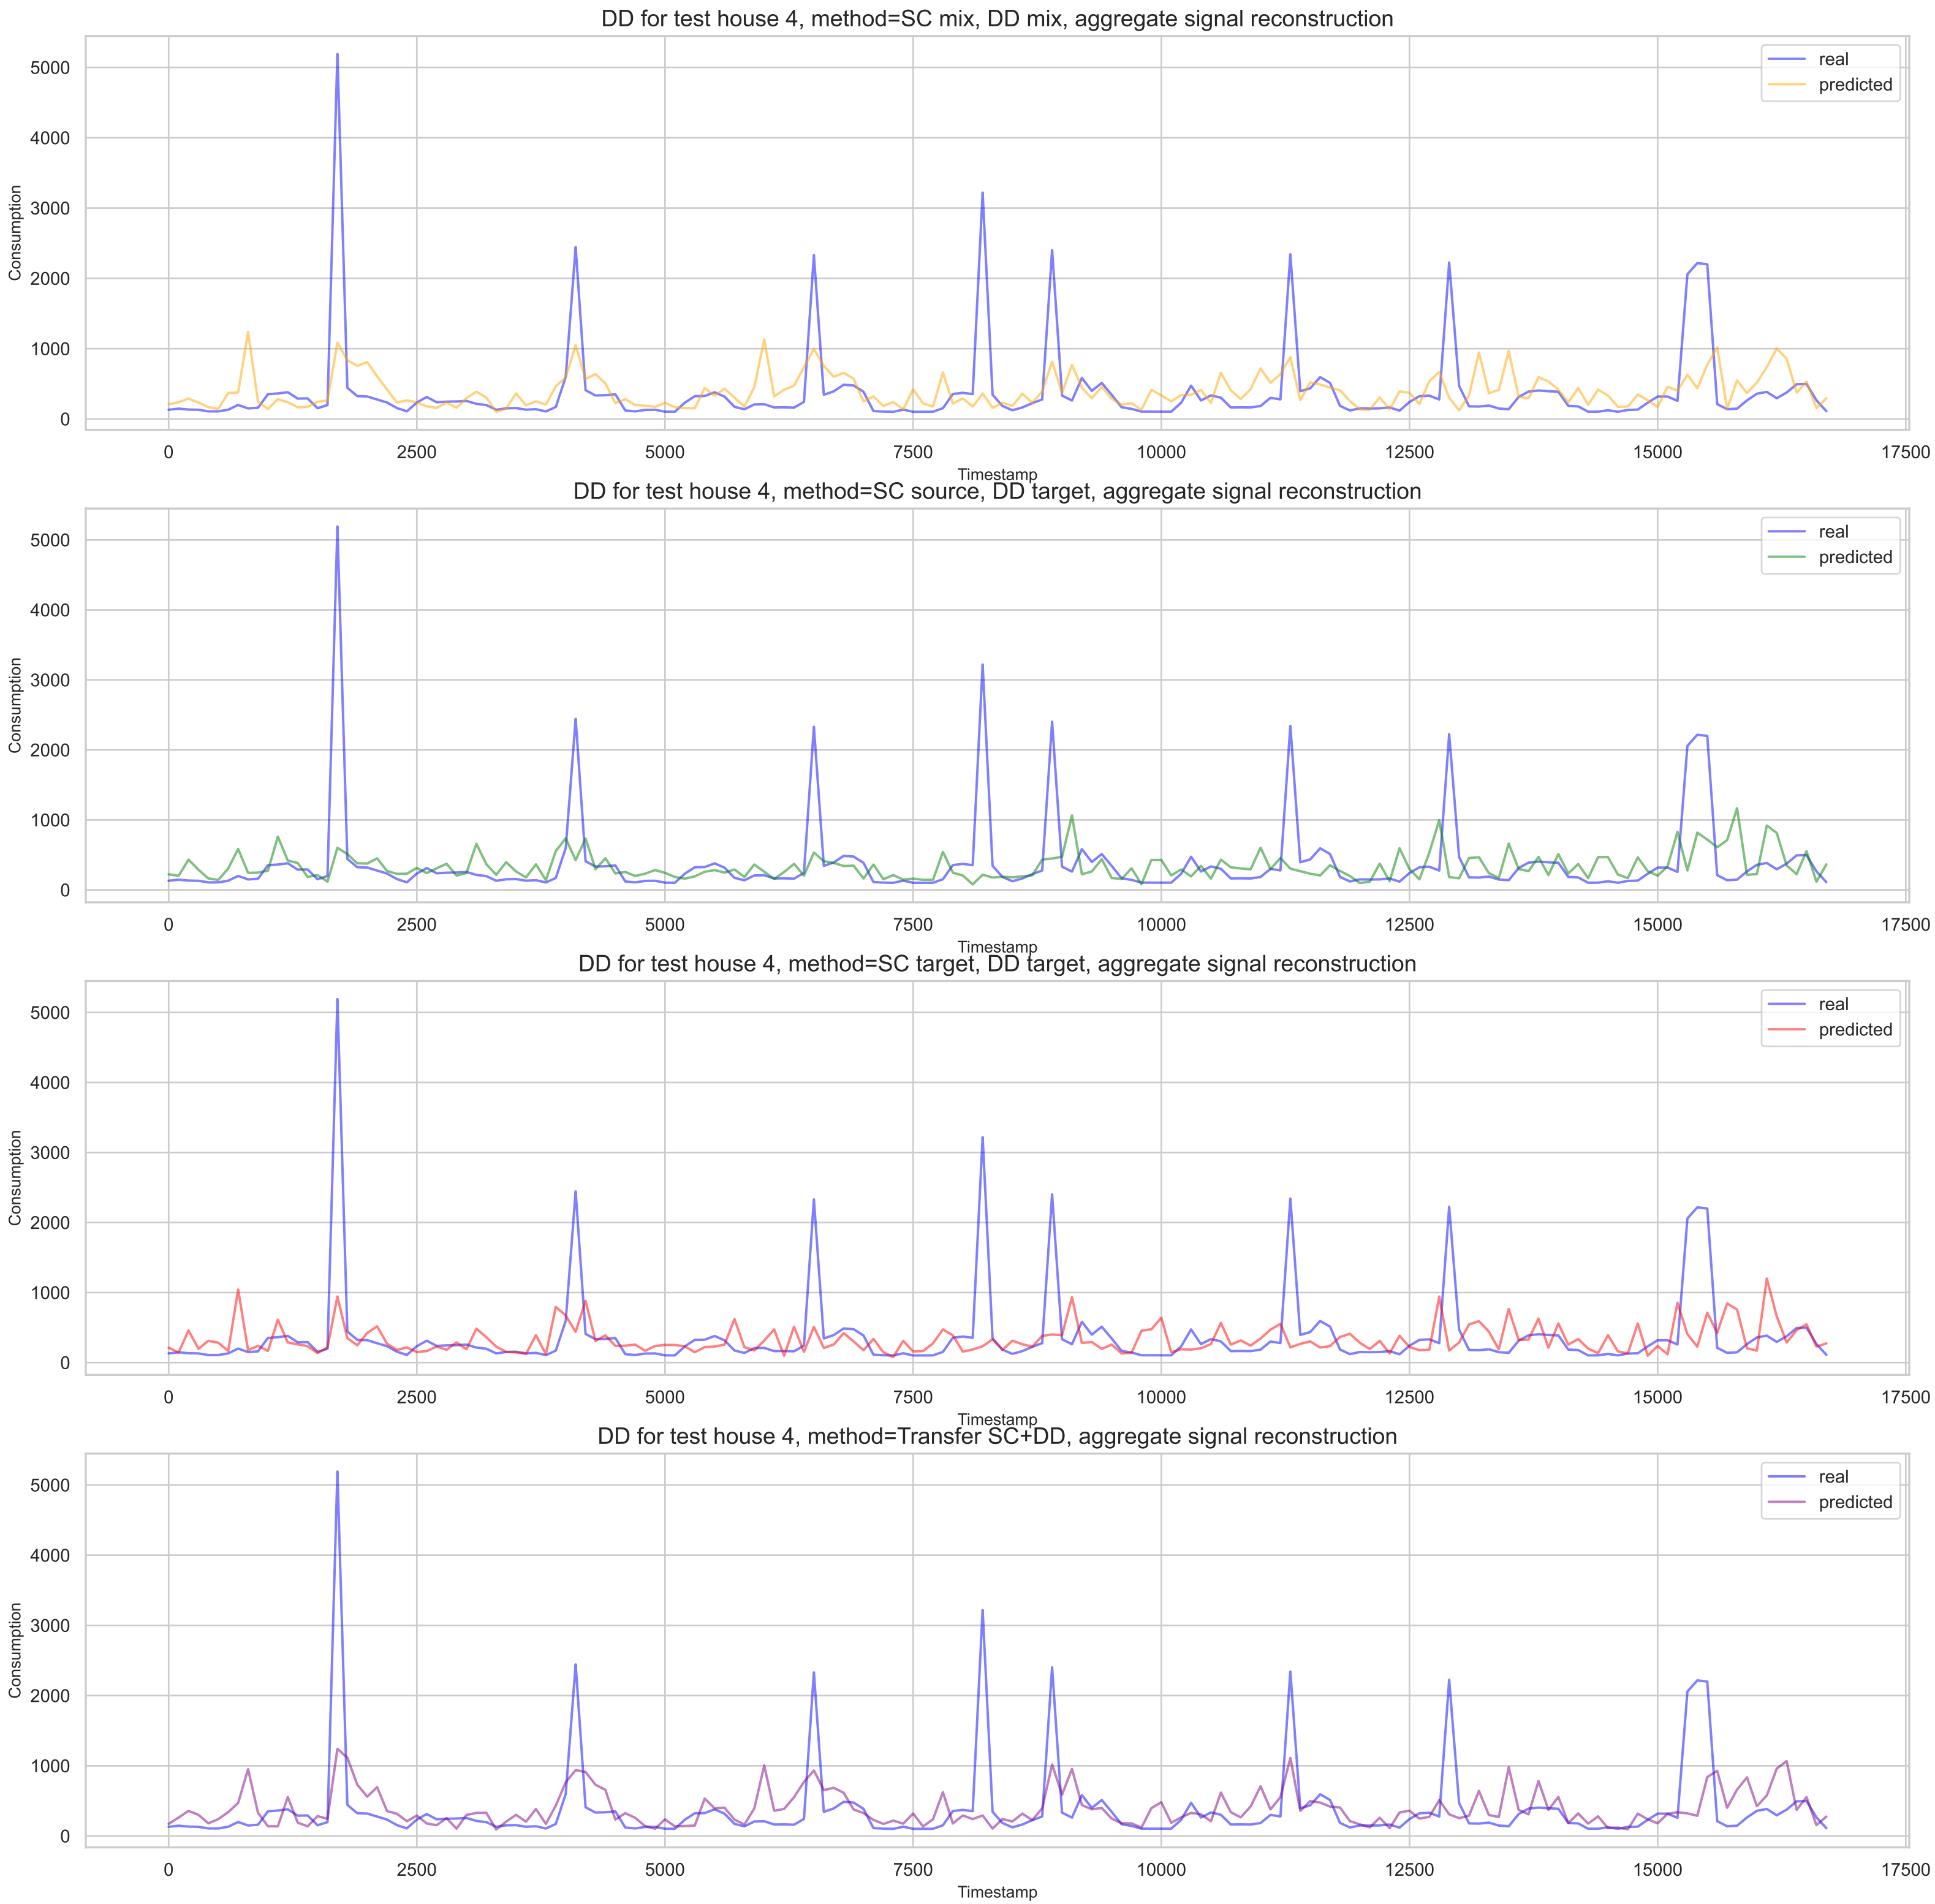 DD for test house 4, method=SC mix, DD mix, aggregate signal reconstruction
real
predicted
5000
4000
3000
2000
1000
0
Consumption
0 2500 5000 7500 10000 12500 15000 17500
Timestamp
DD for test house 4, method=SC source, DD target, aggregate signal reconstruction
real
predicted
5000
4000
3000
2000
1000
0
Consumption
0 2500 5000 7500 10000 12500 15000 17500
Timestamp
DD for test house 4, method=SC target, DD target, aggregate signal reconstruction
real
predicted
5000
4000
3000
2000
1000
0
Consumption
0 2500 5000 7500 10000 12500 15000 17500
Timestamp
DD for test house 4, method=Transfer SC+DD, aggregate signal reconstruction
real
predicted
5000
4000
3000
2000
1000
0
Consumption
0 2500 5000 7500 10000 12500 15000 17500
Timestamp